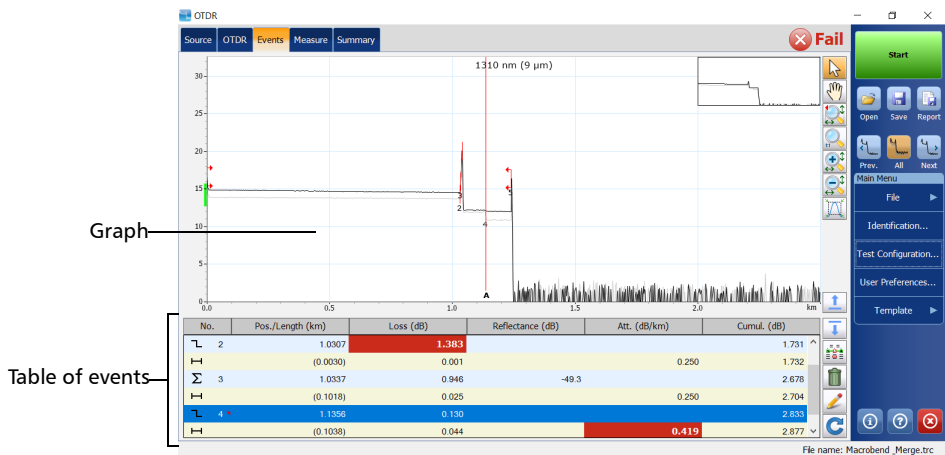 OTDR
Source OTDR Events Measure Summary
Fail
Start
1310 nm (9 µm)
30
25
20
15
10
5
0
0.0 0.5 1.0 1.5 2.0 km
2
3
4
5
A
Graph
Table of events
Open Save Report
Prev. All Next
Main Menu
File
Identification...
Test Configuration...
User Preferences...
Template
No. Pos./Length (km) Loss (dB) Reflectance (dB) Att. (dB/km) Cumul. (dB)
2 1.0307 1.383 1.731
(0.0030) 0.001 0.250 1.732
Σ 3 1.0337 0.946 -49.3 2.678
(0.1018) 0.025 0.250 2.704
4 * 1.1356 0.130 2.833
(0.1038) 0.044 0.419 2.877
File name: Macrobend _Merge.trc